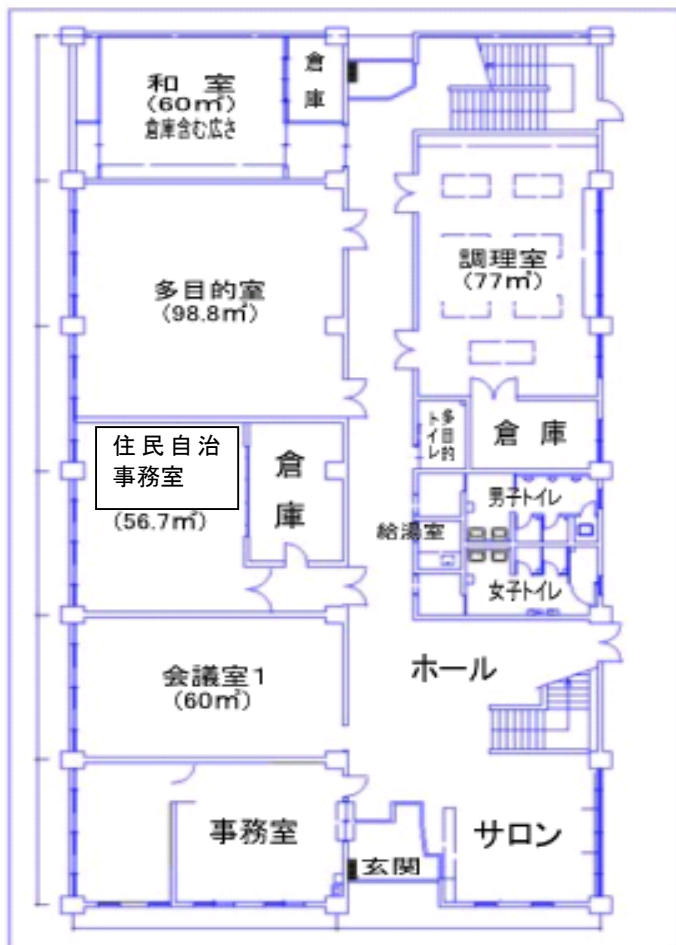 和 室
(60㎡)
倉庫含む広さ
倉
庫
多目的室
(98.8㎡)
調理室
(77㎡)
住民自治
事務室
(56.7㎡)
倉
庫
多目的
トイレ
倉 庫
男子トイレ
給湯室
女子トイレ
会議室1
(60㎡)
ホール
事務室
玄関
サロン